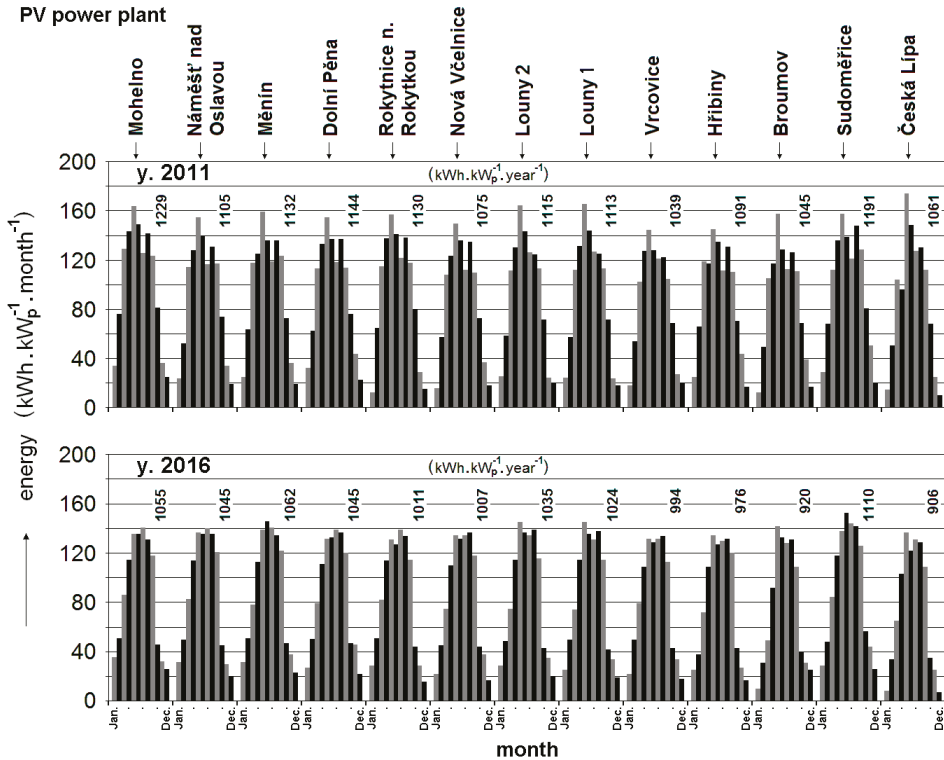 PV power plant
Mohelno
Náměšť nad
Oslavou
Měnín
Dolní Pěna
Rokytnice n.
Rokytkou
Nová Včelnice
Louny 2
Louny 1
Vrcovice
Hřibiny
Broumov
Sudoměřice
Česká Lípa
200
160
120
80
40
0
y. 2011
(kWh.kWp-1.year-1)
1229
1105
1132
1144
1130
1075
1115
1113
1039
1091
1045
1191
1061
energy (kWh.kWp-1.month-1)
200
160
120
80
40
0
y. 2016
(kWh.kWp-1.year-1)
1055
1045
1062
1045
1011
1007
1035
1024
994
976
920
1110
906
Jan. . . Dec. Jan. . . Dec. Jan. . . Dec. Jan. . . Dec. Jan. . . Dec. Jan. . . Dec. Jan. . . Dec. Jan. . . Dec. Jan. . . Dec. Jan. . . Dec. Jan. . . Dec. Jan. . . Dec. Jan. . . Dec.
month